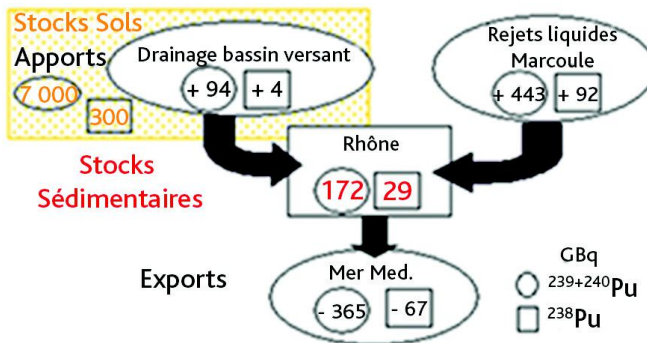 Stocks Sols
Apports
7 000
300
Drainage bassin versant
+ 94
+ 4
Rejets liquides
Marcoule
+ 443
+ 92
Stocks
Sédimentaires
Rhône
172
29
Exports
Mer Med.
- 365
- 67
GBq
239+240Pu
238Pu